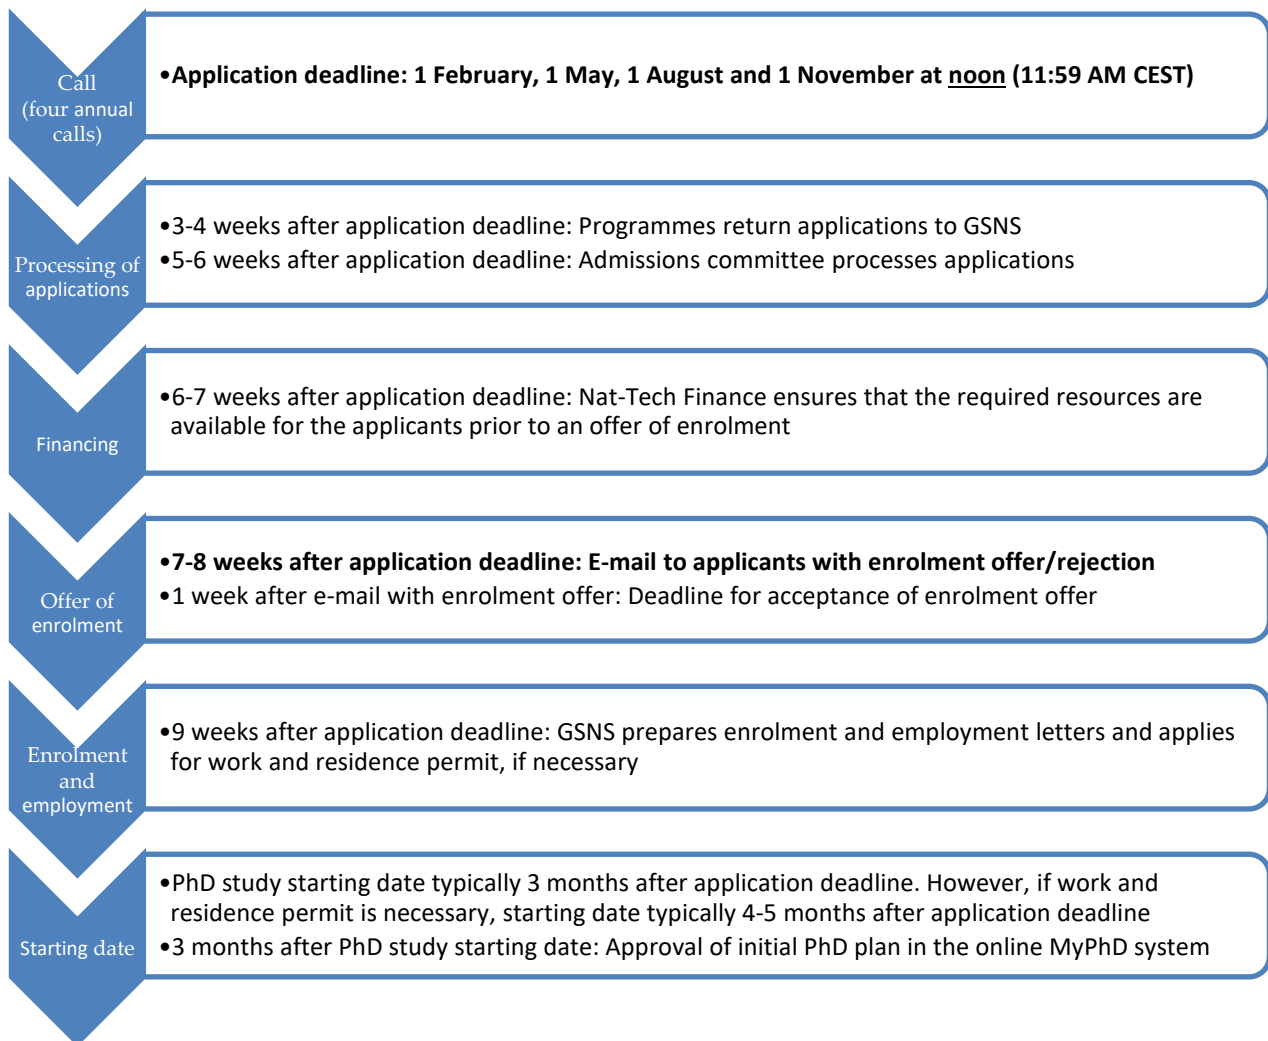 Call
(four annual
calls)
•Application deadline: 1 February, 1 May, 1 August and 1 November at noon (11:59 AM CEST)
Processing of
applications
•3-4 weeks after application deadline: Programmes return applications to GSNS
•5-6 weeks after application deadline: Admissions committee processes applications
Financing
•6-7 weeks after application deadline: Nat-Tech Finance ensures that the required resources are
available for the applicants prior to an offer of enrolment
Offer of
enrolment
•7-8 weeks after application deadline: E-mail to applicants with enrolment offer/rejection
•1 week after e-mail with enrolment offer: Deadline for acceptance of enrolment offer
Enrolment
and
employment
•9 weeks after application deadline: GSNS prepares enrolment and employment letters and applies
for work and residence permit, if necessary
Starting date
•PhD study starting date typically 3 months after application deadline. However, if work and
residence permit is necessary, starting date typically 4-5 months after application deadline
•3 months after PhD study starting date: Approval of initial PhD plan in the online MyPhD system